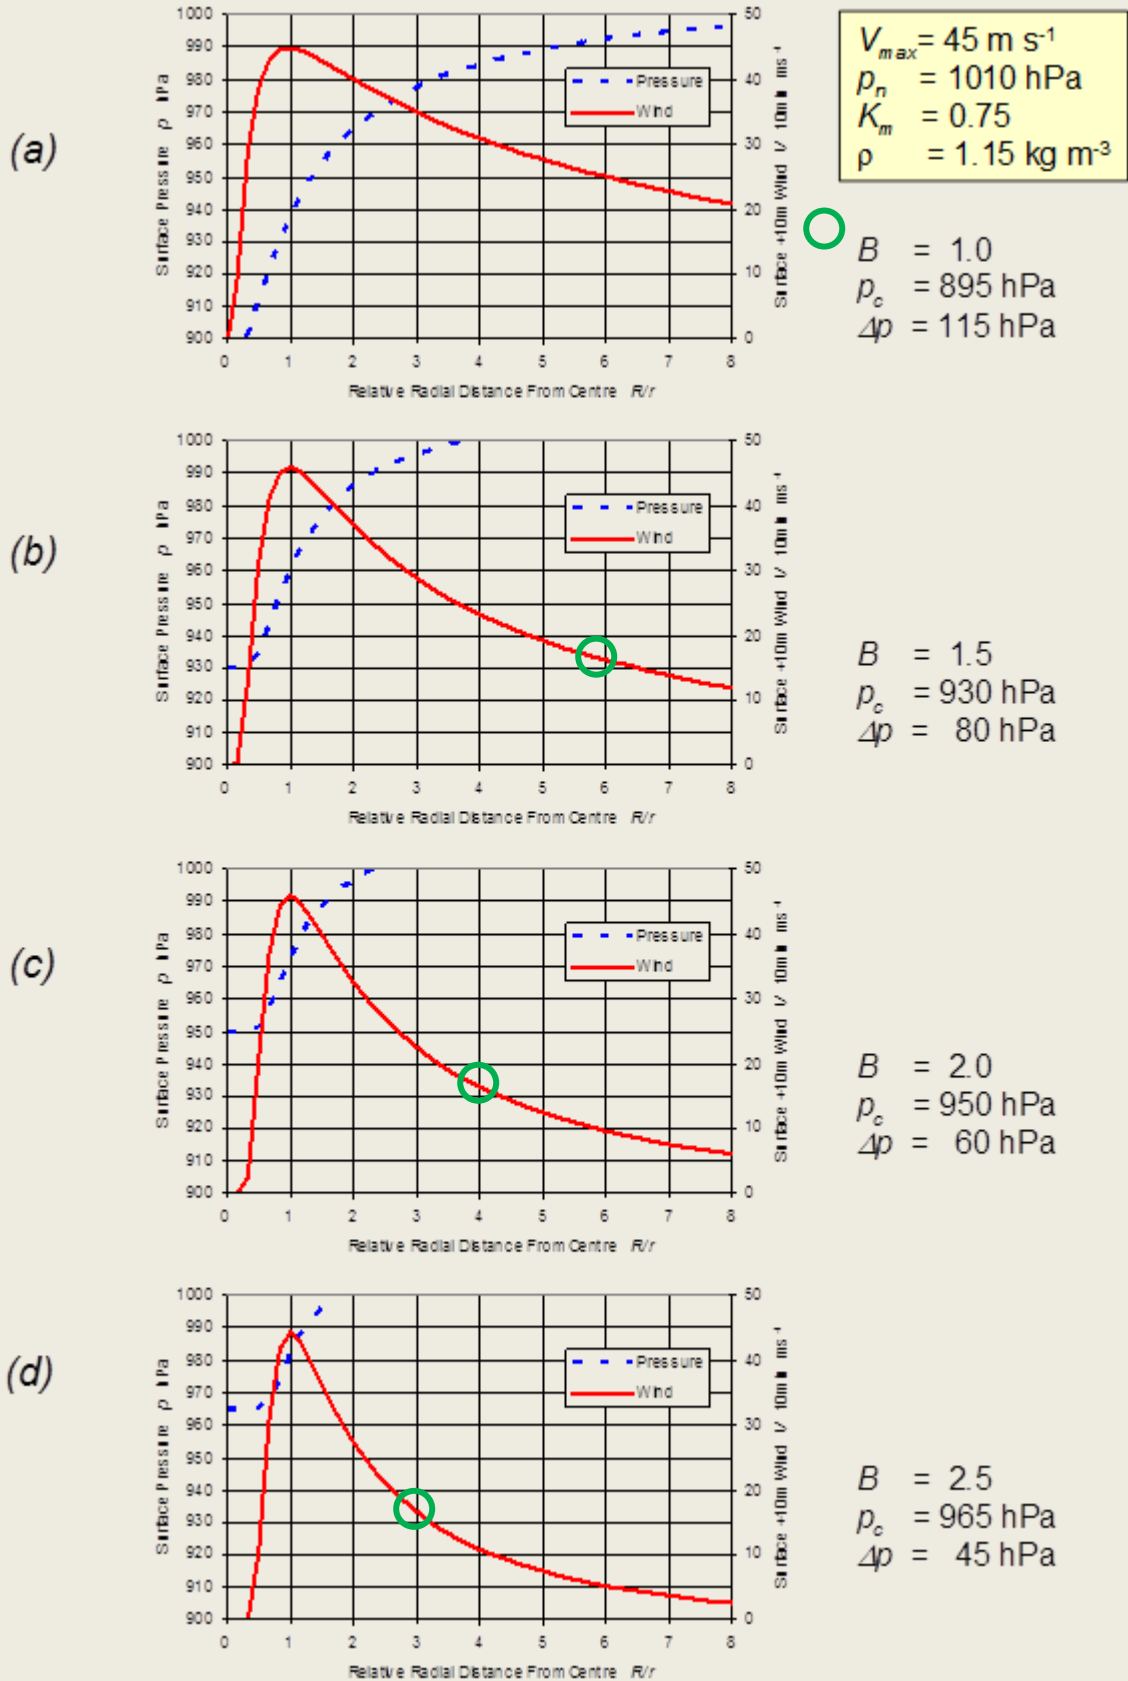 (a)
Surface Pressure p hPa
1000
990
980
970
960
950
940
930
920
910
900
0 1 2 3 4 5 6 7 8
Relative Radial Distance From Centre R/r
50
40
30
20
10
0
Surface +10m Wind V 10min ms⁻¹
Pressure
Wind
Vmax = 45 m s⁻¹
pn = 1010 hPa
Km = 0.75
ρ = 1.15 kg m⁻³
B = 1.0
pc = 895 hPa
Δp = 115 hPa
(b)
Surface Pressure p hPa
1000
990
980
970
960
950
940
930
920
910
900
0 1 2 3 4 5 6 7 8
Relative Radial Distance From Centre R/r
50
40
30
20
10
0
Surface +10m Wind V 10min ms⁻¹
Pressure
Wind
B = 1.5
pc = 930 hPa
Δp = 80 hPa
(c)
Surface Pressure p hPa
1000
990
980
970
960
950
940
930
920
910
900
0 1 2 3 4 5 6 7 8
Relative Radial Distance From Centre R/r
50
40
30
20
10
0
Surface +10m Wind V 10min ms⁻¹
Pressure
Wind
B = 2.0
pc = 950 hPa
Δp = 60 hPa
(d)
Surface Pressure p hPa
1000
990
980
970
960
950
940
930
920
910
900
0 1 2 3 4 5 6 7 8
Relative Radial Distance From Centre R/r
50
40
30
20
10
0
Surface +10m Wind V 10min ms⁻¹
Pressure
Wind
B = 2.5
pc = 965 hPa
Δp = 45 hPa